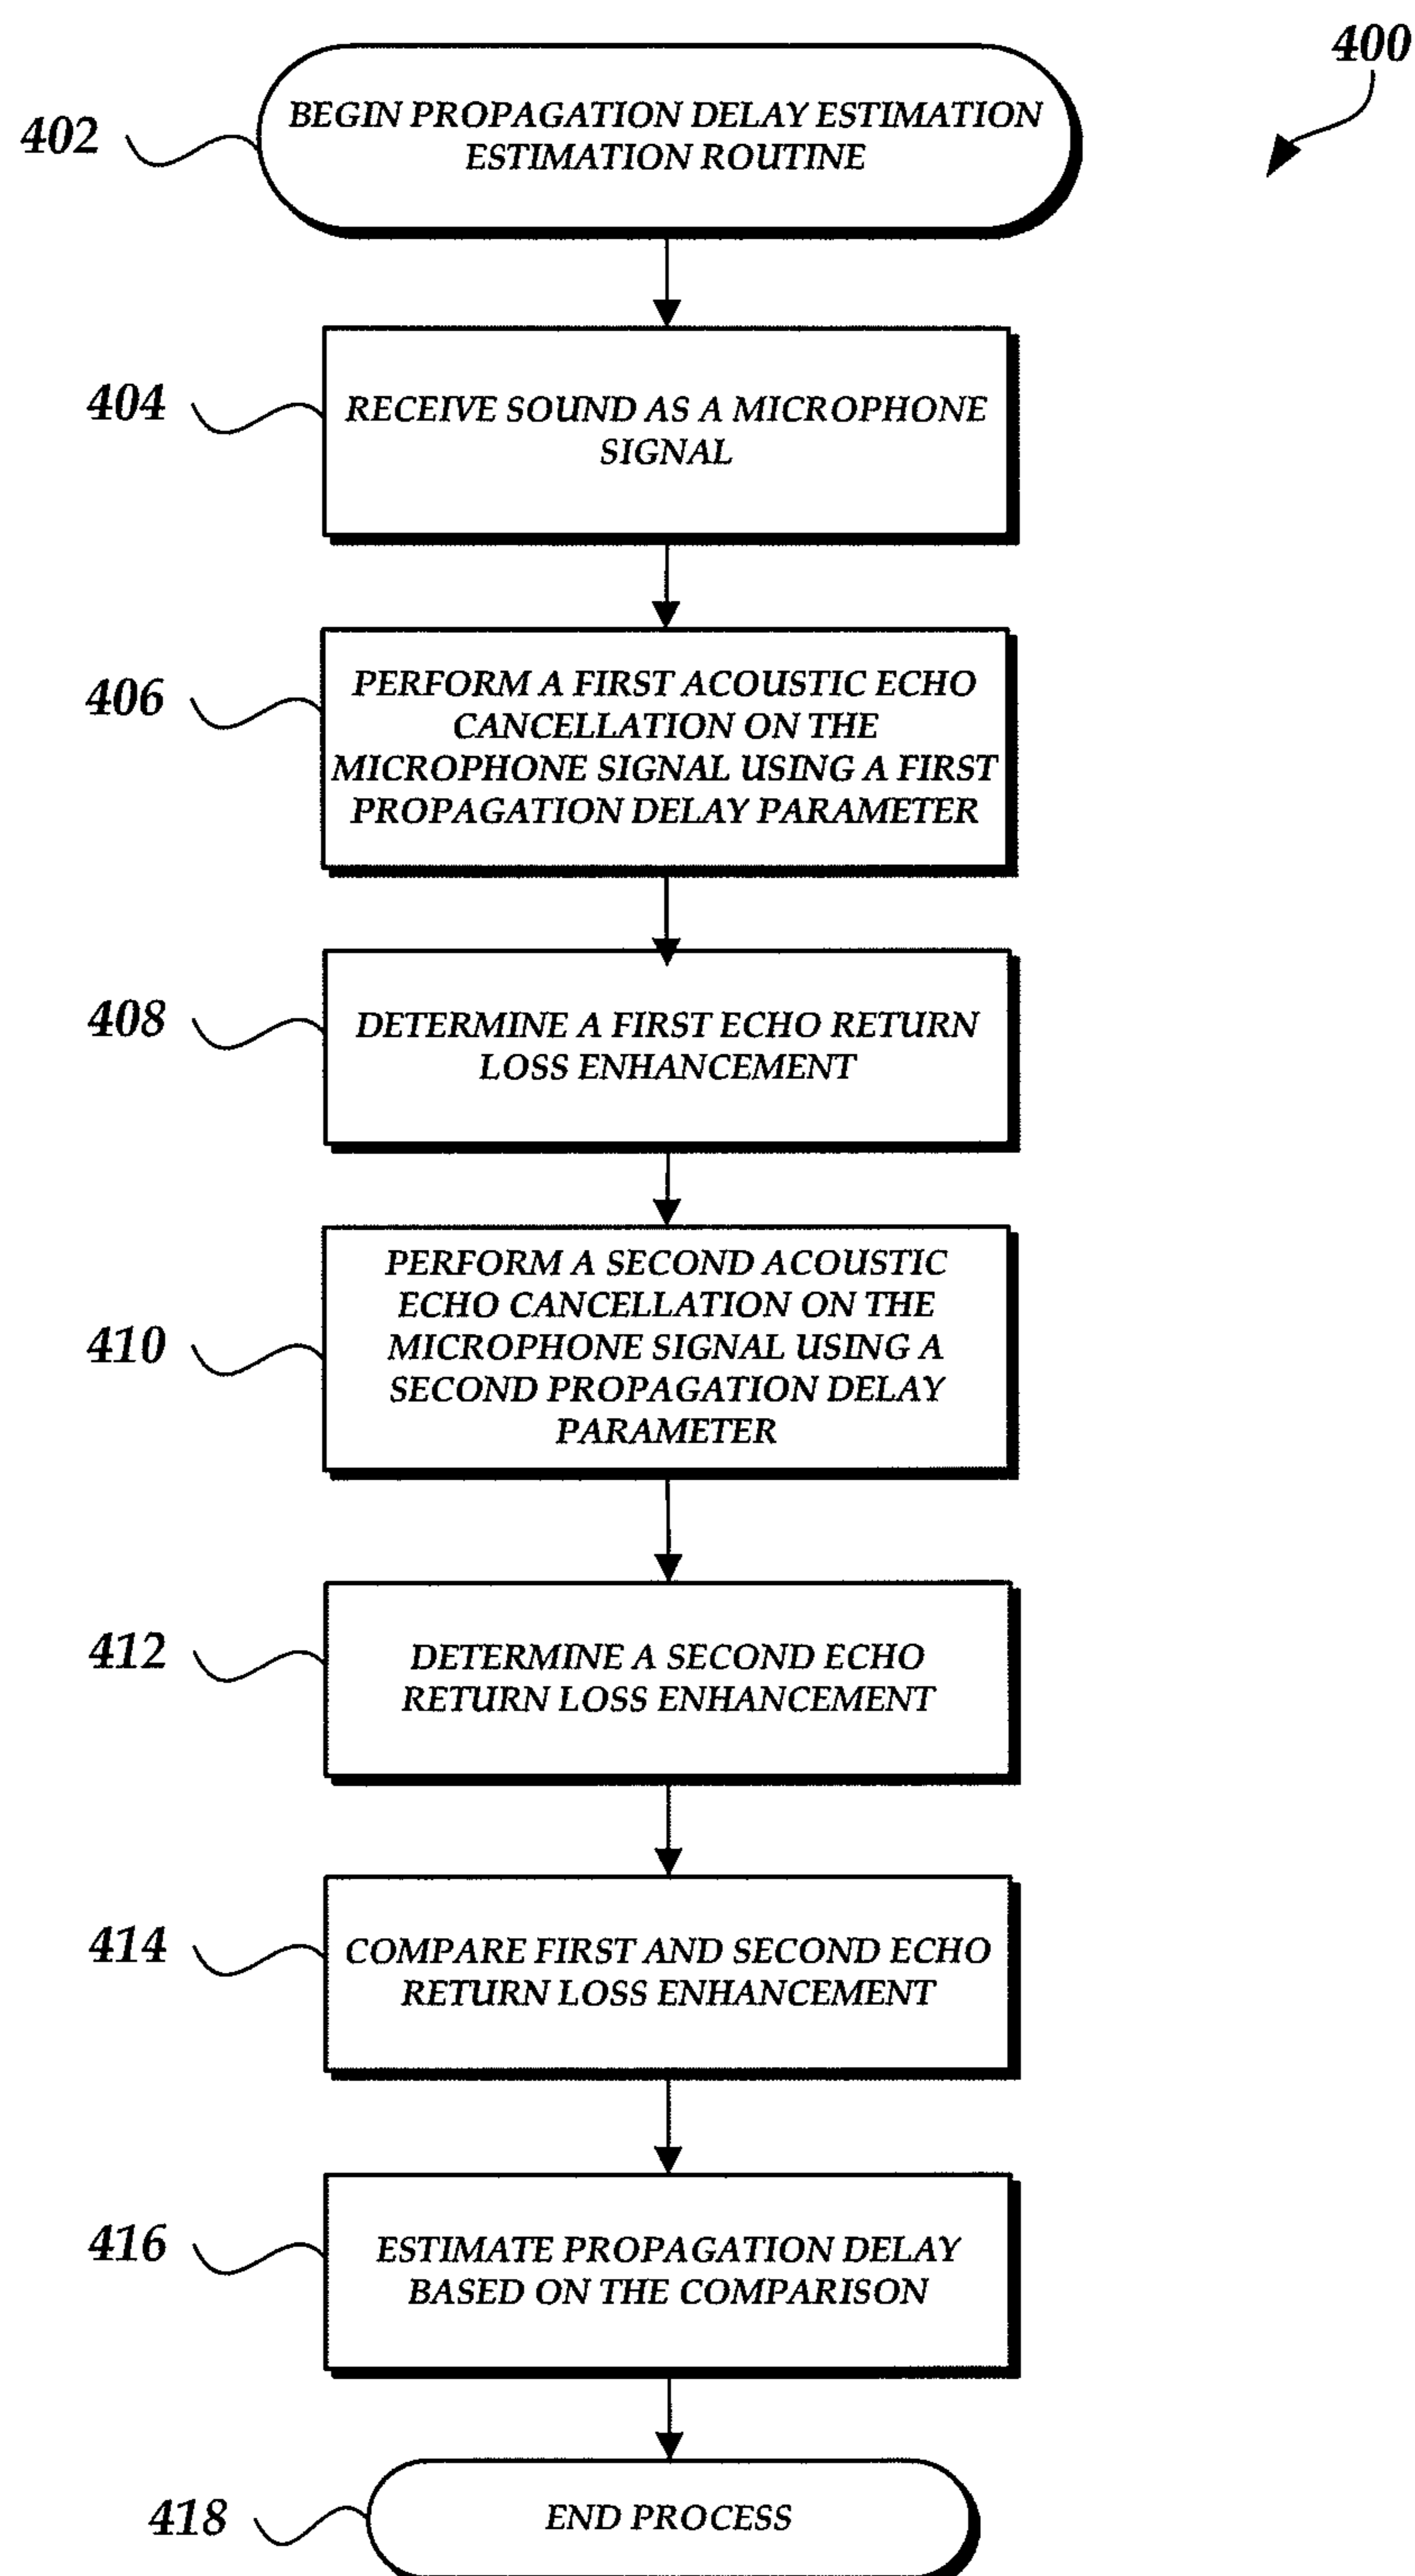 400
402
BEGIN PROPAGATION DELAY ESTIMATION
ESTIMATION ROUTINE
404
RECEIVE SOUND AS A MICROPHONE
SIGNAL
406
PERFORM A FIRST ACOUSTIC ECHO
CANCELLATION ON THE
MICROPHONE SIGNAL USING A FIRST
PROPAGATION DELAY PARAMETER
408
DETERMINE A FIRST ECHO RETURN
LOSS ENHANCEMENT
410
PERFORM A SECOND ACOUSTIC
ECHO CANCELLATION ON THE
MICROPHONE SIGNAL USING A
SECOND PROPAGATION DELAY
PARAMETER
412
DETERMINE A SECOND ECHO
RETURN LOSS ENHANCEMENT
414
COMPARE FIRST AND SECOND ECHO
RETURN LOSS ENHANCEMENT
416
ESTIMATE PROPAGATION DELAY
BASED ON THE COMPARISON
418
END PROCESS